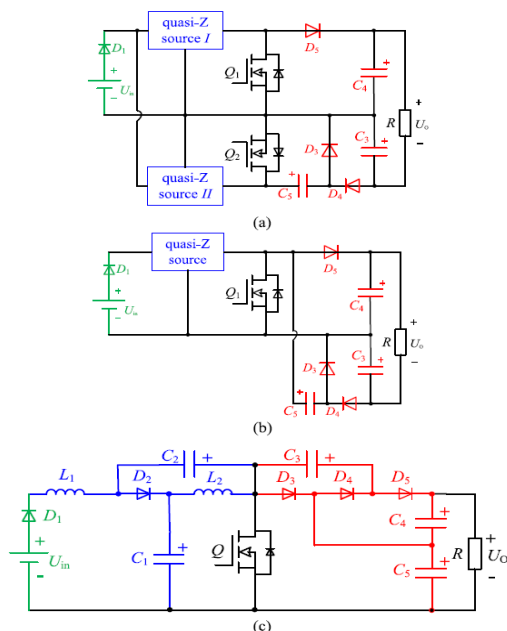 quasi-Z
source I
D1
D5
+
Uin
-
Q1
+
C4
+
R Uo
-
Q2
C3
+
D3
quasi-Z
source II
+
C5
D4
(a)
quasi-Z
source
D1
D5
+
Uin
-
Q1
C4
+
+
R Uo
-
D3
C3
+
C5
+
D4
(b)
C2 +
C3 +
L1
D2
L2
D3
D4
D5
D1
+
Uin
-
C1
+
Q
C4
+
R
+
UO
-
C5
+
(c)